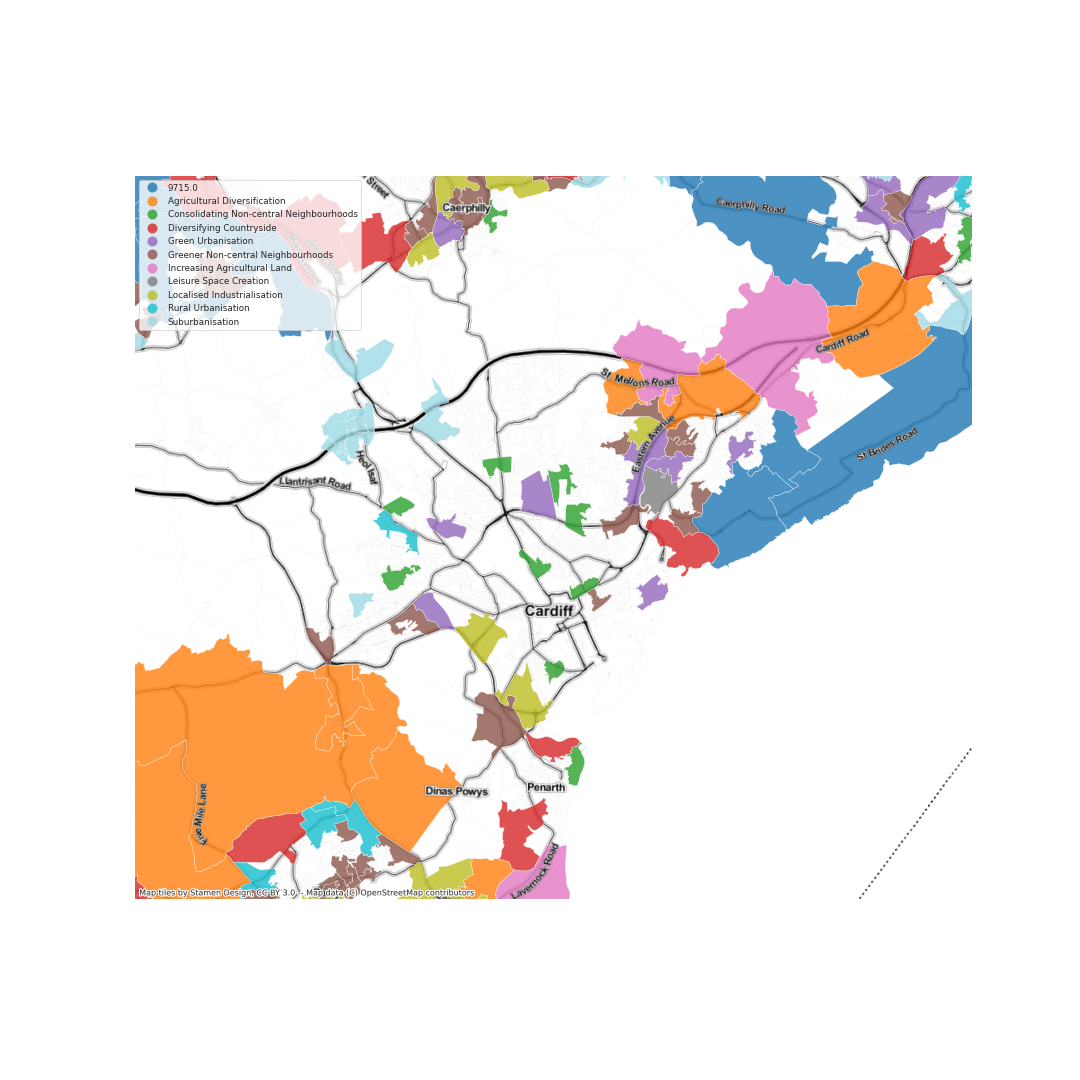 Street
9715.0
Agricultural Diversification
Consolidating Non-central Neighbourhoods
Diversifying Countryside
Green Urbanisation
Greener Non-central Neighbourhoods
Increasing Agricultural Land
Leisure Space Creation
Localised Industrialisation
Rural Urbanisation
Suburbanisation
Caerphilly
Caerphilly Road
Cardiff Road
St. Mellons Road
Eastern Avenue
St Brides Road
Heol Isaf
Llantrisant Road
Cardiff
Dinas Powys
Penarth
The Mile Lane
Lavernock Road
Map tiles by Stamen Design, CC BY 3.0 -- Map data (C) OpenStreetMap contributors